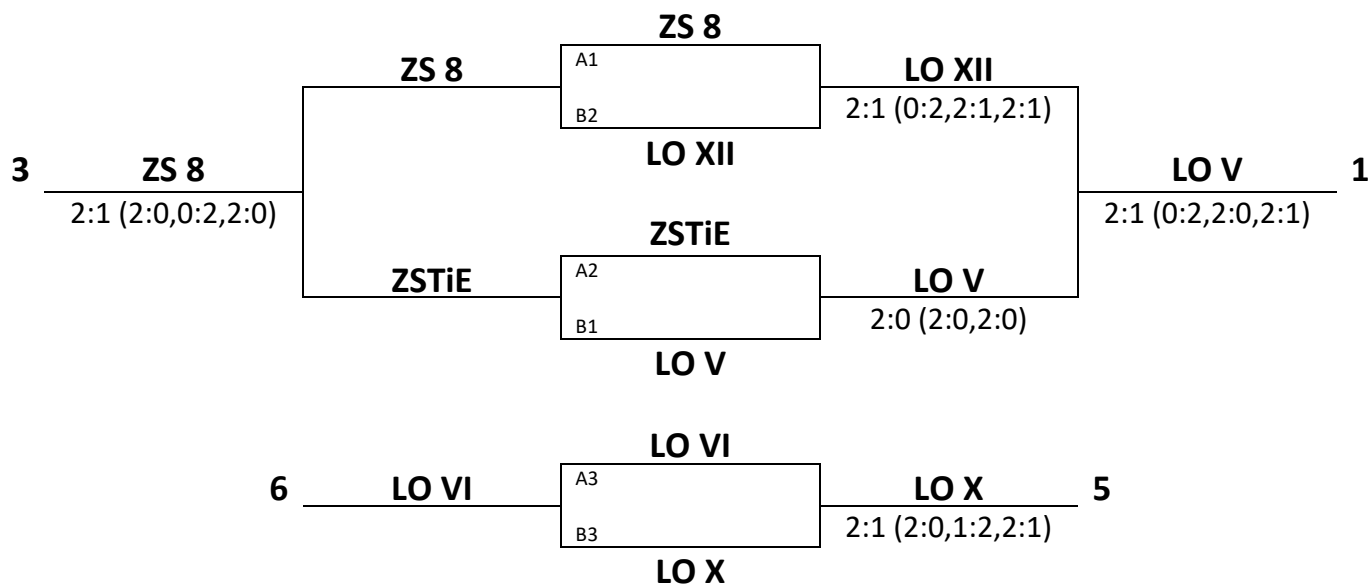 ZS 8
ZS 8 A1 LO XII
B2 2:1 (0:2,2:1,2:1)
LO XII
3 ZS 8 LO V 1
2:1 (2:0,0:2,2:0) 2:1 (0:2,2:0,2:1)
ZSTiE
ZSTiE A2 LO V
B1 2:0 (2:0,2:0)
LO V
LO VI
6 LO VI A3 LO X 5
B3 2:1 (2:0,1:2,2:1)
LO X